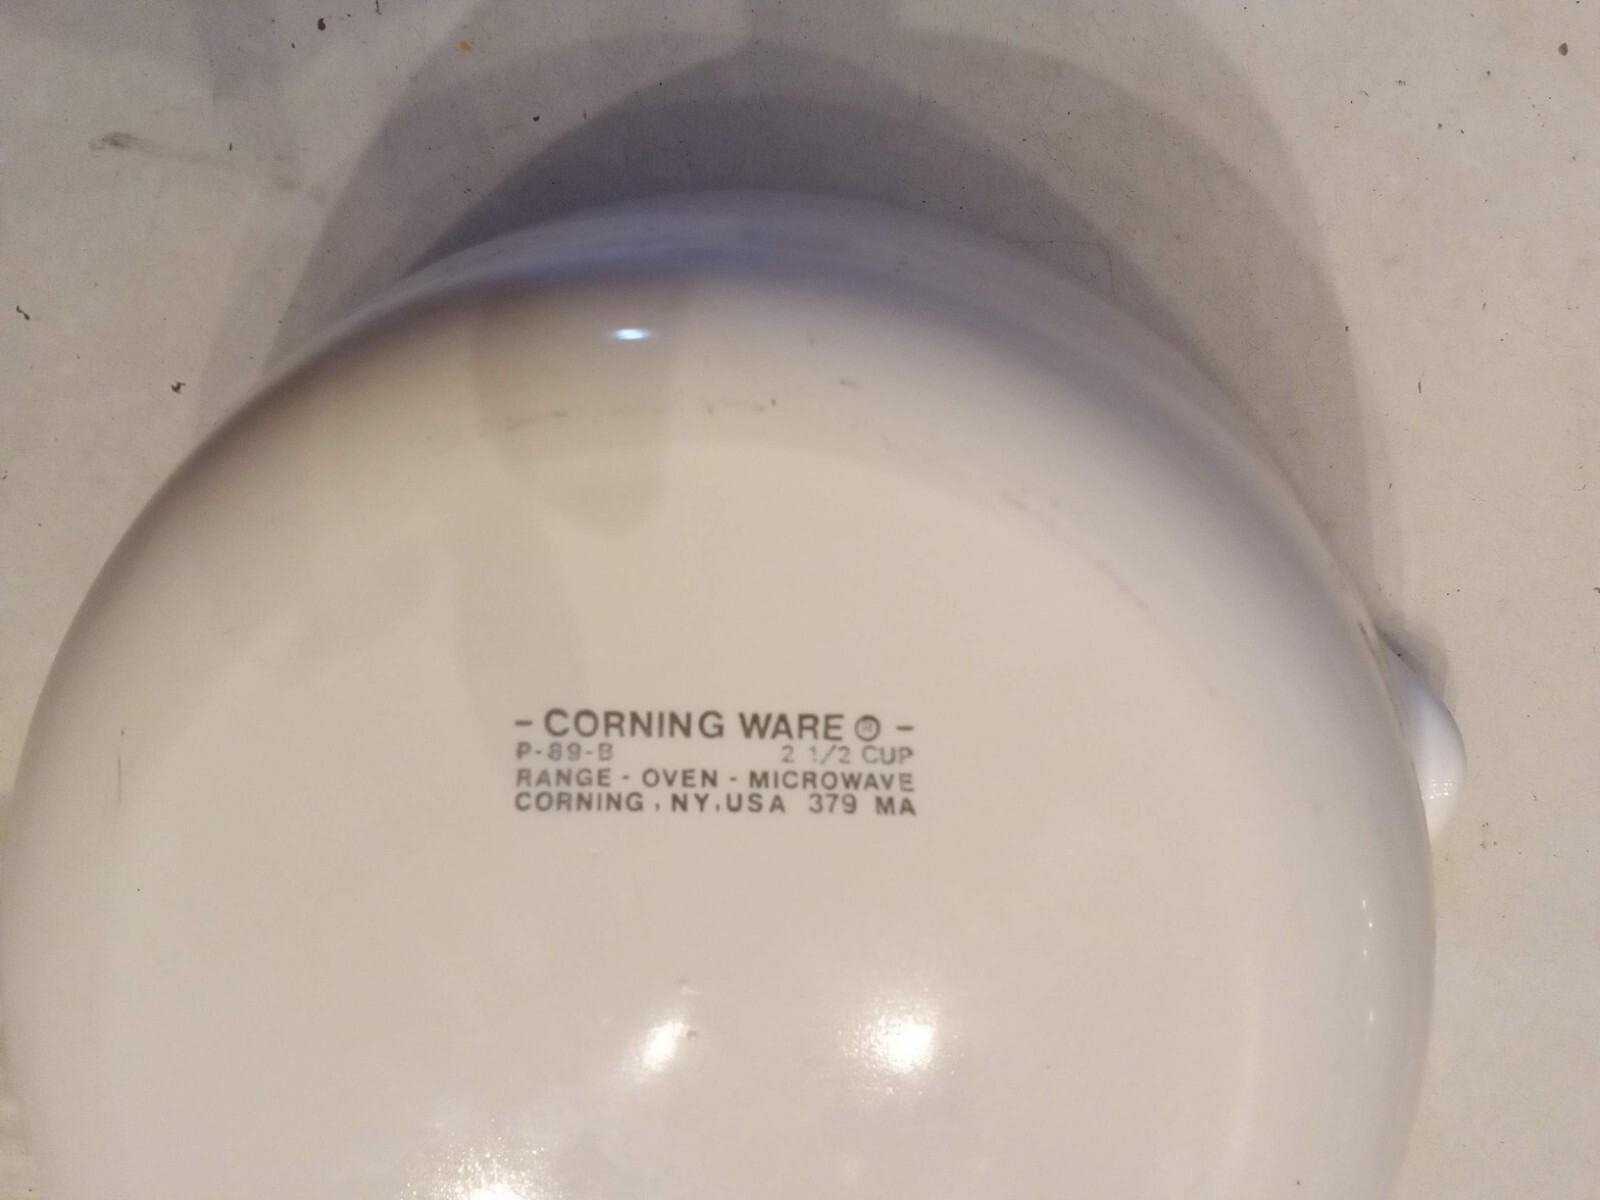 - CORNING WARE ® -
P-89-B 2 1/2 CUP
RANGE - OVEN - MICROWAVE
CORNING, NY, USA 379 MA